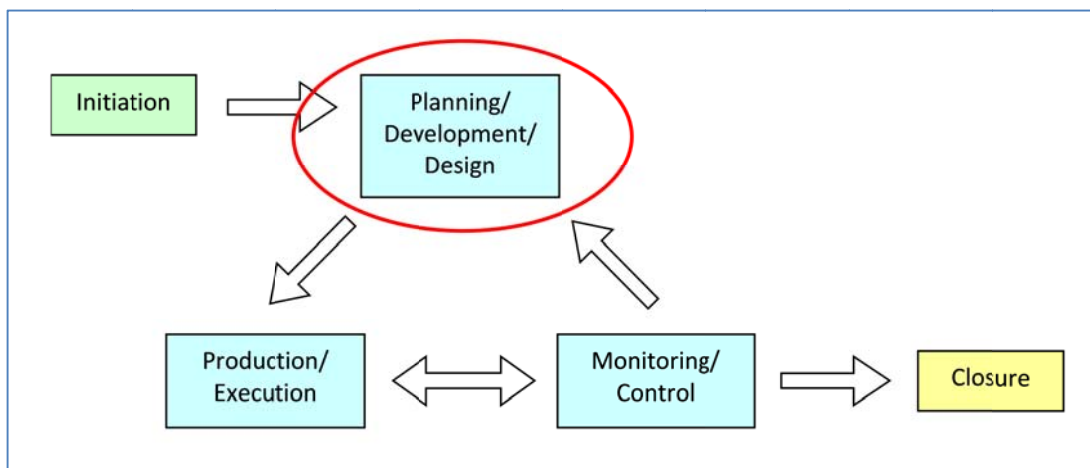 Initiation
Planning/
Development/
Design
Production/
Execution
Monitoring/
Control
Closure